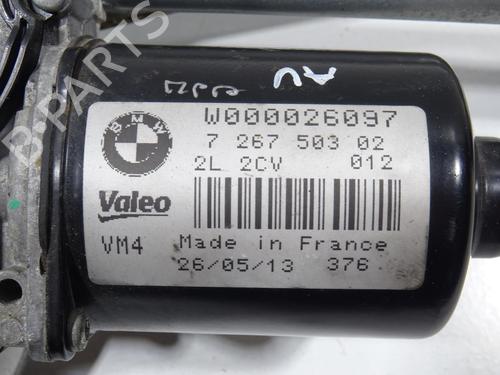 W000026097
BMW
7 267 503 02
2L 2CV 012
Valeo
VM4 Made in France
26/05/13 376